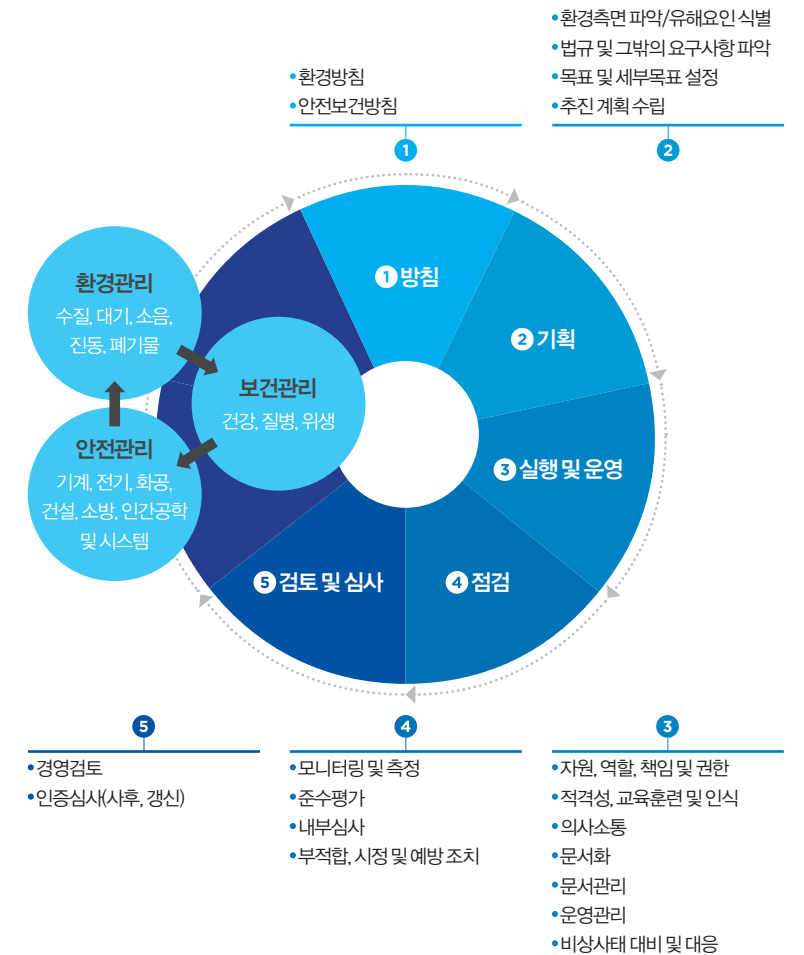 •환경방침
•안전보건방침
1
•환경측면 파악/유해요인 식별
•법규 및 그밖의 요구사항 파악
•목표 및 세부목표 설정
•추진 계획 수립
2
1 방침
2 기획
3 실행 및 운영
4 점검
5 검토 및 심사
환경관리
수질, 대기, 소음,
진동, 폐기물
보건관리
건강, 질병, 위생
안전관리
기계, 전기, 화공,
건설, 소방, 인간공학
및 시스템
5
•경영검토
•인증심사(사후, 갱신)
4
•모니터링 및 측정
•준수평가
•내부심사
•부적합, 시정 및 예방 조치
3
•자원, 역할, 책임 및 권한
•적격성, 교육훈련 및 인식
•의사소통
•문서화
•문서관리
•운영관리
•비상사태 대비 및 대응